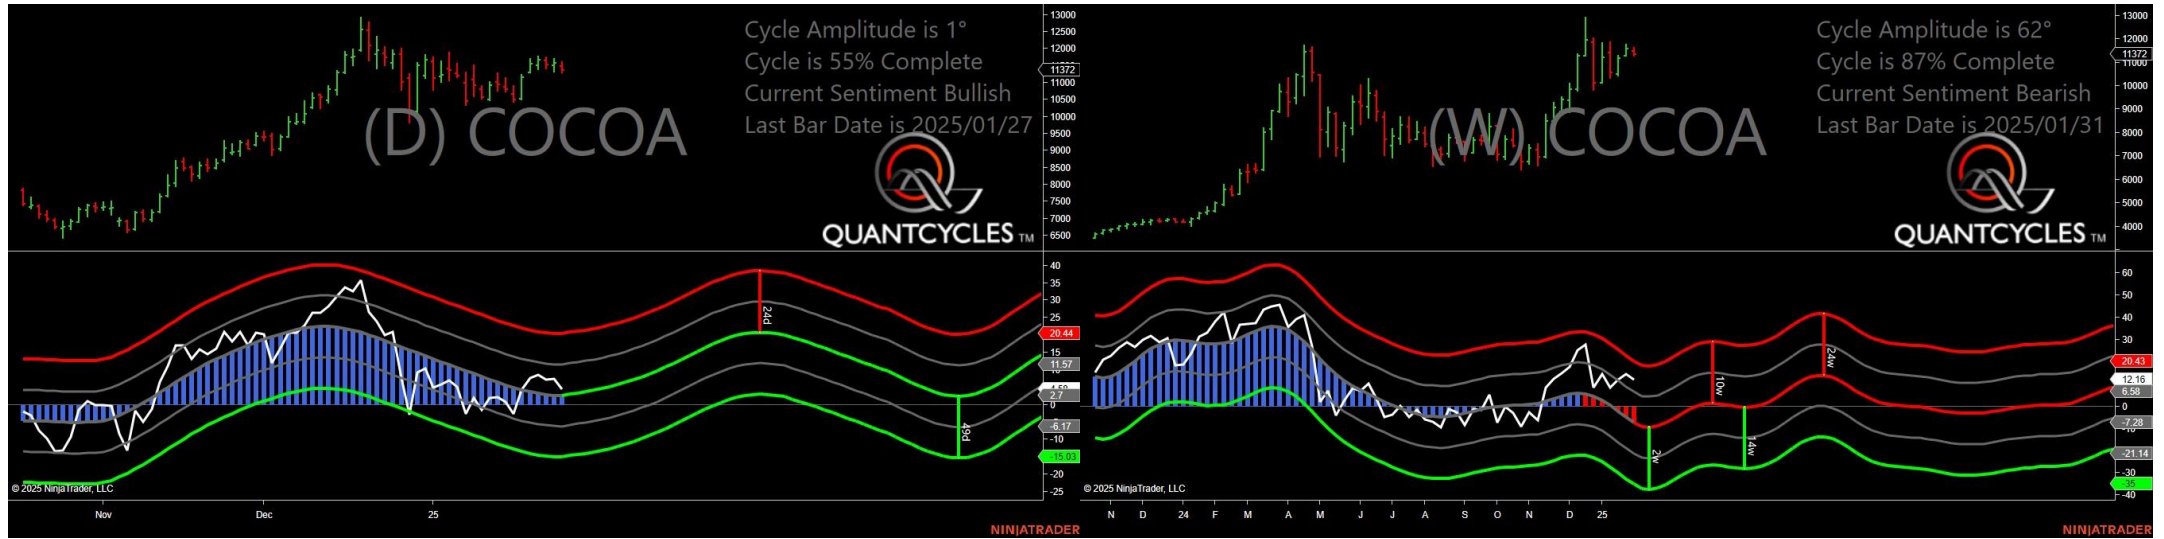 Cycle Amplitude is 1°
Cycle is 55% Complete
Current Sentiment Bullish
Last Bar Date is 2025/01/27
(D) COCOA
QUANTCYCLES TM
13000
12500
12000
11372
11000
10500
10000
9500
9000
8500
8000
7500
7000
6500
40
35
30
25
20.44
15
11.57
2.7
0
-6.17
-10
-15.03
-20
-25
24d
49d
© 2025 NinjaTrader, LLC
Nov
Dec
25
NINJATRADER
Cycle Amplitude is 62°
Cycle is 87% Complete
Current Sentiment Bearish
Last Bar Date is 2025/01/31
(W) COCOA
QUANTCYCLES TM
13000
12000
11372
11000
10000
9000
8000
7000
6000
5000
4000
60
50
40
30
20.43
12.16
6.58
0
-7.28
-21.14
-30
-35
-40
10w
24w
2w
14w
© 2025 NinjaTrader, LLC
N D 24 F M A M J J A S O N D 25
NINJATRADER